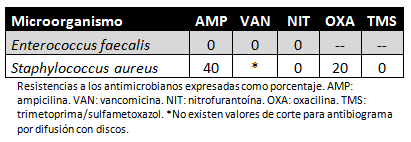 Microorganismo AMP VAN NIT OXA TMS
Enterococcus faecalis 0 0 0 -- --
Staphylococcus aureus 40 * 0 20 0
Resistencias a los antimicrobianos expresadas como porcentaje. AMP:
ampicilina. VAN: vancomicina. NIT: nitrofurantoína. OXA: oxacilina. TMS:
trimetoprima/sulfametoxazol. *No existen valores de corte para antibiograma
por difusión con discos.